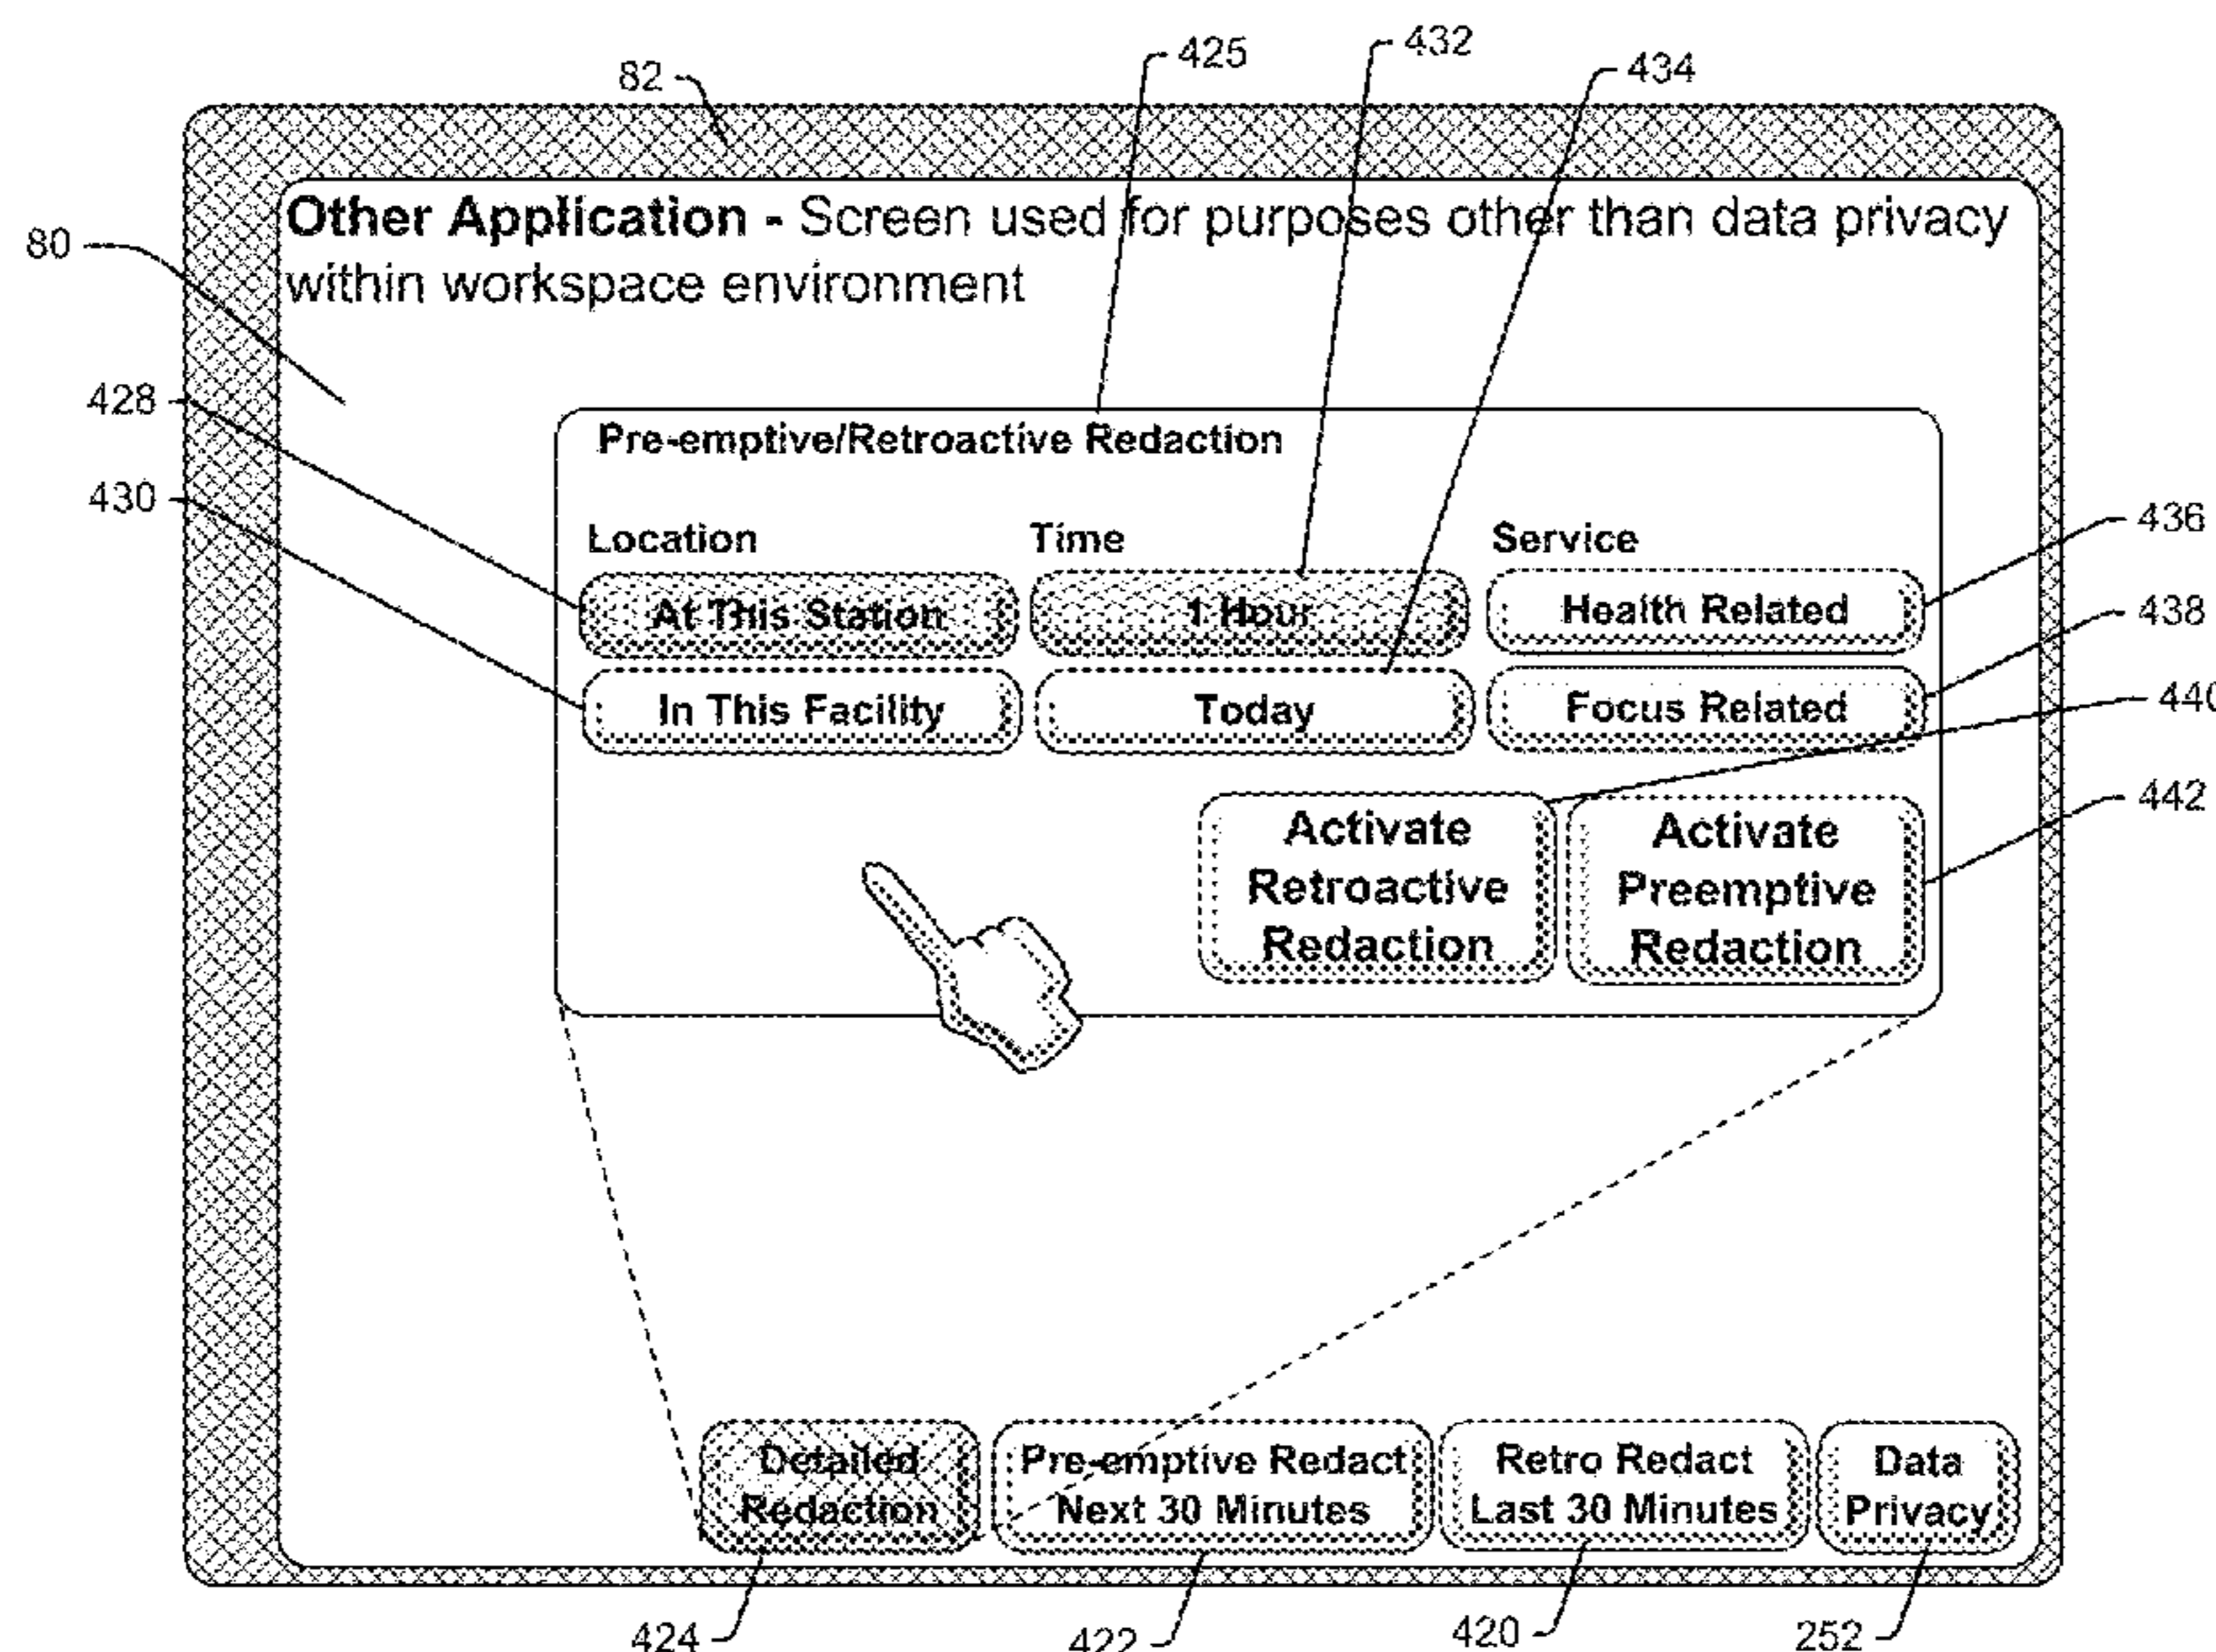 425
432
434
82
Other Application - Screen used for purposes other than data privacy
within workspace environment
80
428
430
Pre-emptive/Retroactive Redaction
Location
Time
Service
436
At This Station
1 Hour
Health Related
438
In This Facility
Today
Focus Related
440
Activate
Retroactive
Redaction
Activate
Preemptive
Redaction
442
Detailed
Redaction
Pre-emptive Redact
Next 30 Minutes
Retro Redact
Last 30 Minutes
Data
Privacy
424
422
420
252